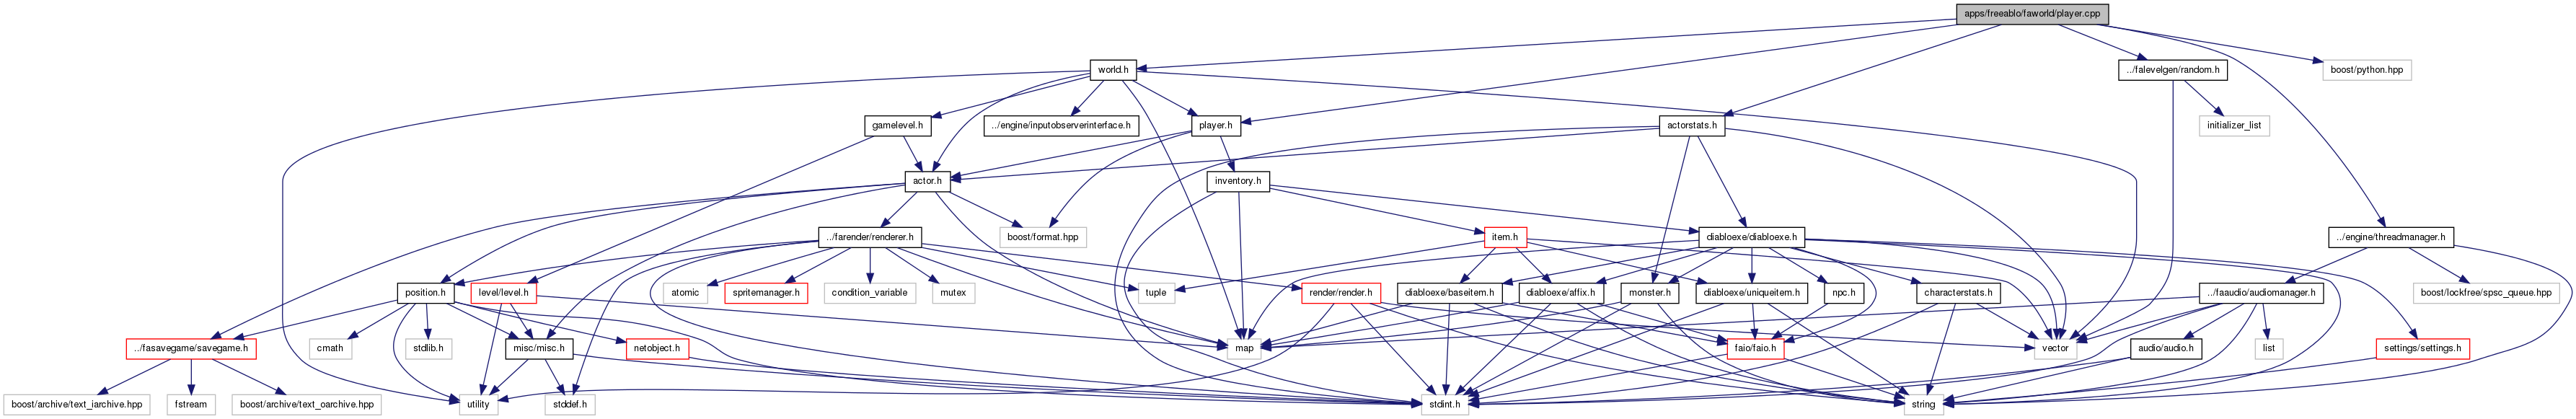 apps/freeablo/faworld/player.cpp
world.h
../falevelgen/random.h
boost/python.hpp
gamelevel.h
../engine/inputobserverinterface.h
player.h
actorstats.h
initializer_list
actor.h
inventory.h
../farender/renderer.h
boost/format.hpp
item.h
diabloexe/diabloexe.h
../engine/threadmanager.h
position.h
level/level.h
atomic
spritemanager.h
condition_variable
mutex
tuple
render/render.h
diabloexe/baseitem.h
diabloexe/affix.h
monster.h
diabloexe/uniqueitem.h
npc.h
characterstats.h
../faaudio/audiomanager.h
boost/lockfree/spsc_queue.hpp
../fasavegame/savegame.h
cmath
stdlib.h
misc/misc.h
netobject.h
map
faio/faio.h
vector
audio/audio.h
list
settings/settings.h
boost/archive/text_iarchive.hpp
fstream
boost/archive/text_oarchive.hpp
utility
stddef.h
stdint.h
string